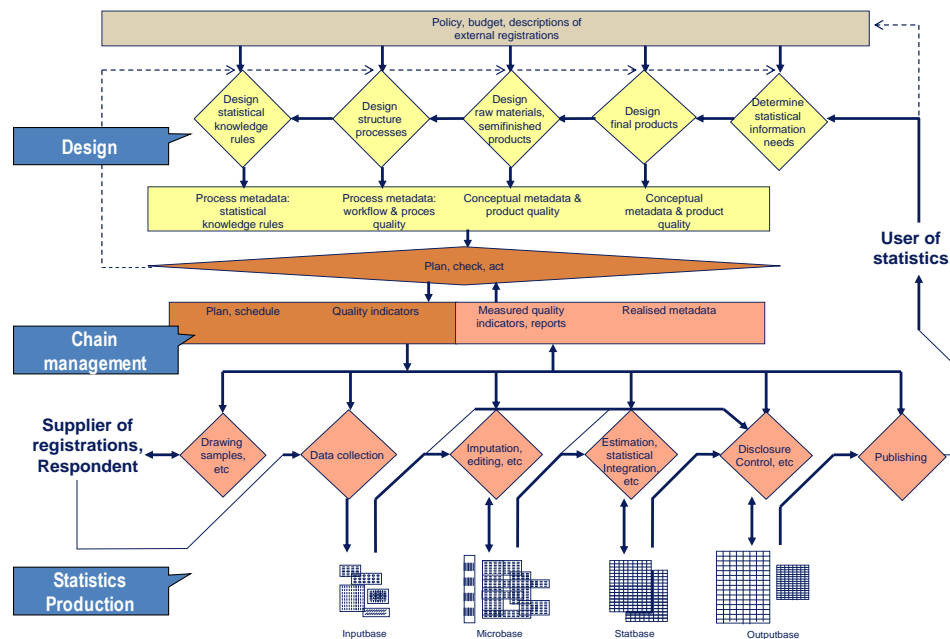 Policy, budget, descriptions of
external registrations
Design
statistical
knowledge
rules
Design
structure
processes
Design
raw materials,
semifinished
products
Design
final products
Determine
statistical
information
needs
Design
Process metadata:
statistical
knowledge rules
Process metadata:
workflow & proces
quality
Conceptual metadata &
product quality
Conceptual
metadata & product
quality
User of
statistics
Plan, check, act
Plan, schedule
Quality indicators
Measured quality
indicators, reports
Realised metadata
Chain
management
Supplier of
registrations,
Respondent
Drawing
samples,
etc
Data collection
Imputation,
editing, etc
Estimation,
statistical
Integration,
etc
Disclosure
Control, etc
Publishing
Statistics
Production
Inputbase
Microbase
Statbase
Outputbase